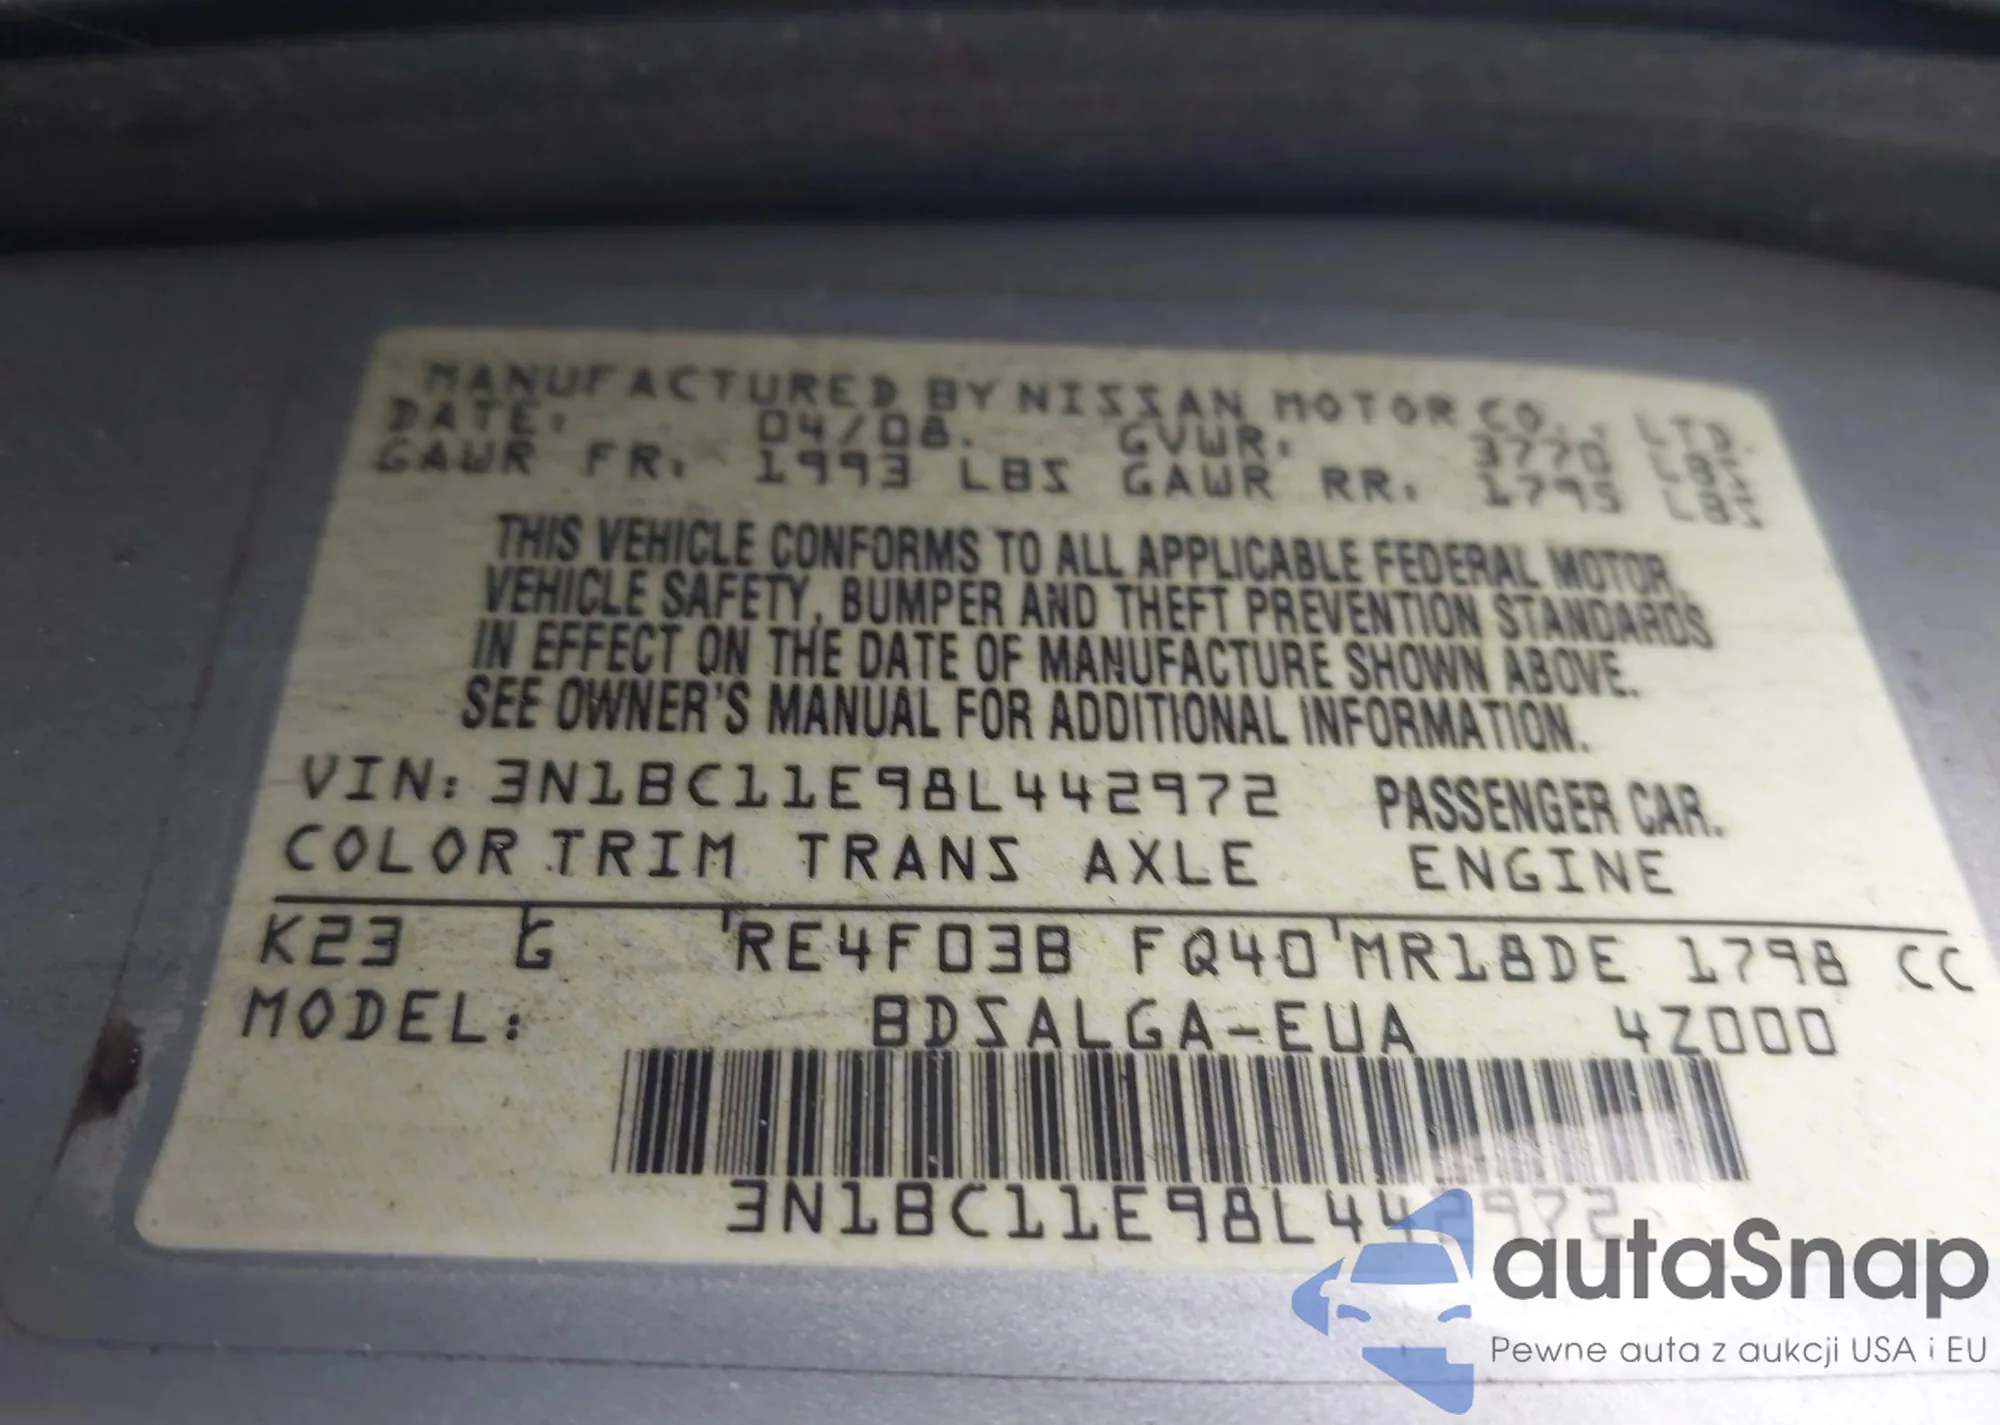 MANUFACTURED BY NISSAN MOTOR CO., LTD.
DATE: 04/08. GVWR: 3770 LBS
GAWR FR: 1993 LBS GAWR RR: 1795 LBS
THIS VEHICLE CONFORMS TO ALL APPLICABLE FEDERAL MOTOR
VEHICLE SAFETY, BUMPER AND THEFT PREVENTION STANDARDS
IN EFFECT ON THE DATE OF MANUFACTURE SHOWN ABOVE.
SEE OWNER'S MANUAL FOR ADDITIONAL INFORMATION.
VIN: 3N1BC11E98L442972 PASSENGER CAR.
COLOR TRIM TRANS AXLE ENGINE
K23 G RE4F03B FQ40 MR18DE 1798 CC
MODEL: BDSALGA-EUA 4Z000
3N1BC11E98L442972
autaSnap
Pewne auta z aukcji USA i EU